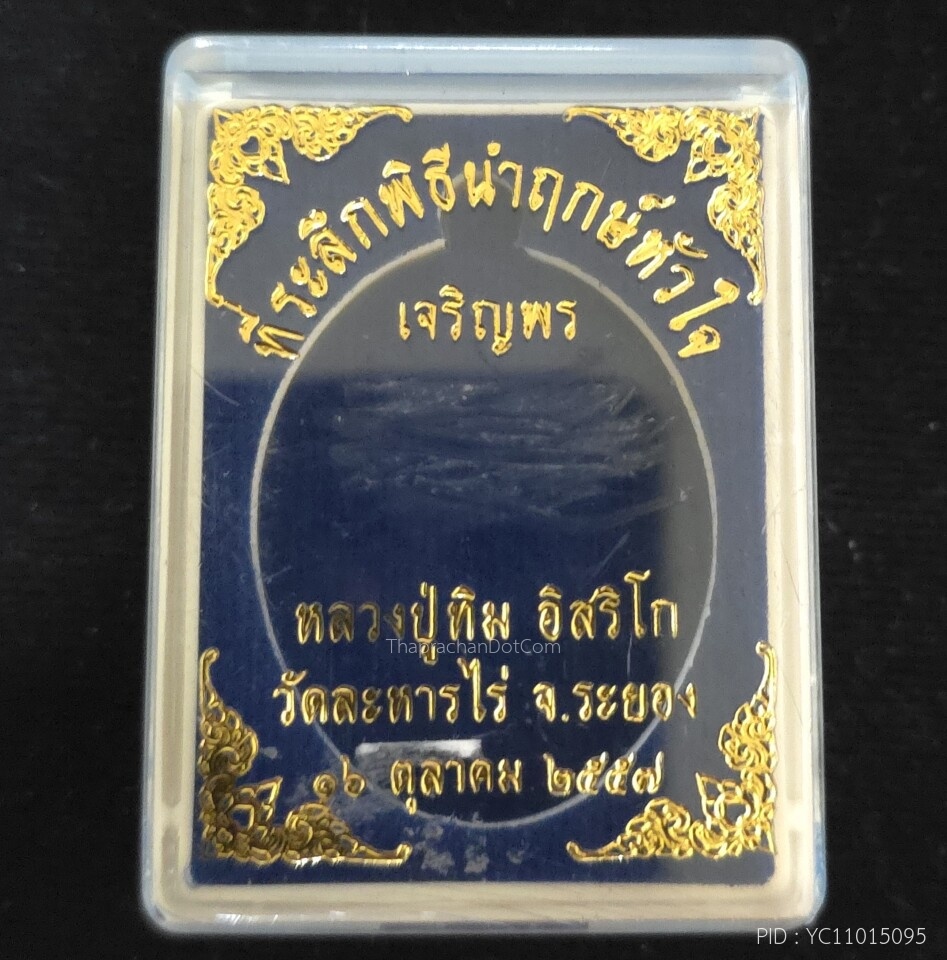 ที่ระลึกพิธีนำฤกษ์หัวใจ
เจริญพร
หลวงปู่ทิม อิสริโก
ThaprachanDotCom
วัดละหารไร่ จ.ระยอง
๑๖ ตุลาคม ๒๕๕๗
PID : YC11015095